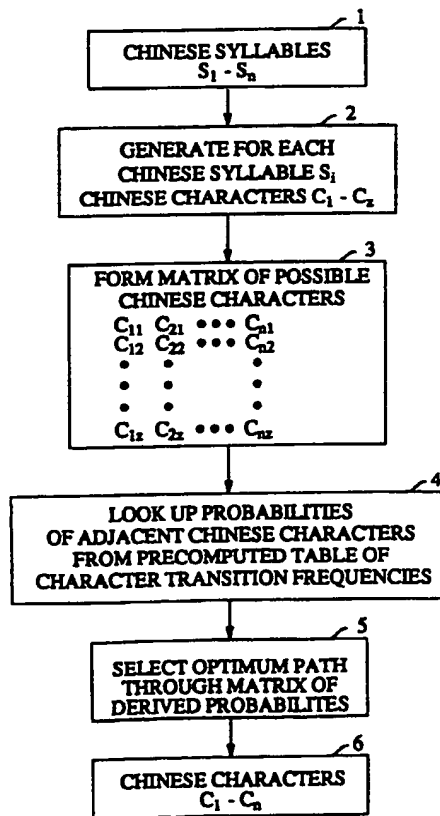 1
CHINESE SYLLABLES
S1 - Sn
2
GENERATE FOR EACH
CHINESE SYLLABLE Si
CHINESE CHARACTERS C1 - Cz
3
FORM MATRIX OF POSSIBLE
CHINESE CHARACTERS
C11 C21 ••• Cn1
C12 C22 ••• Cn2
• • •
• • •
• • •
C1z C2z ••• Cnz
4
LOOK UP PROBABILITIES
OF ADJACENT CHINESE CHARACTERS
FROM PRECOMPUTED TABLE OF
CHARACTER TRANSITION FREQUENCIES
5
SELECT OPTIMUM PATH
THROUGH MATRIX OF
DERIVED PROBABILITES
6
CHINESE CHARACTERS
C1 - Cn